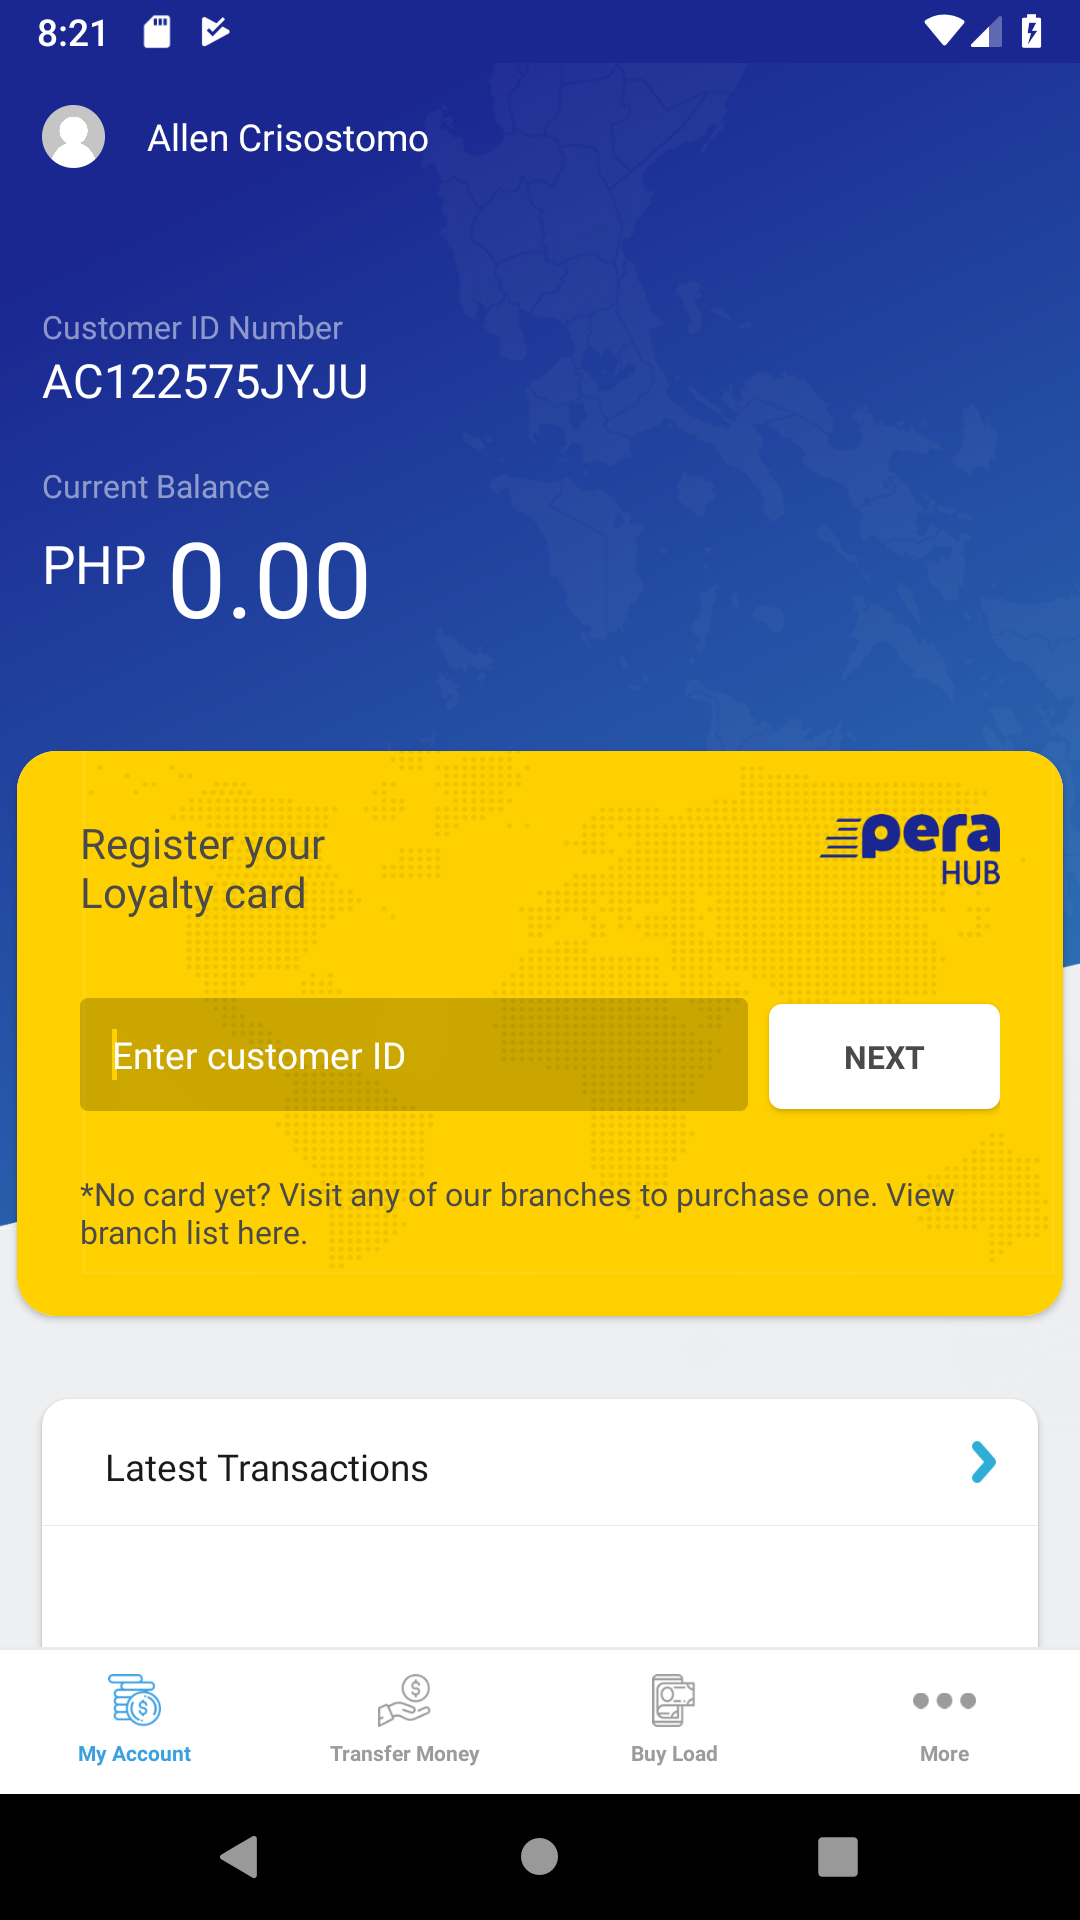 8:21
Allen Crisostomo
Customer ID Number
AC122575JYJU
Current Balance
PHP 0.00
Register your
Loyalty card
pera
HUB
Enter customer ID
NEXT
*No card yet? Visit any of our branches to purchase one. View
branch list here.
Latest Transactions
My Account
Transfer Money
Buy Load
More